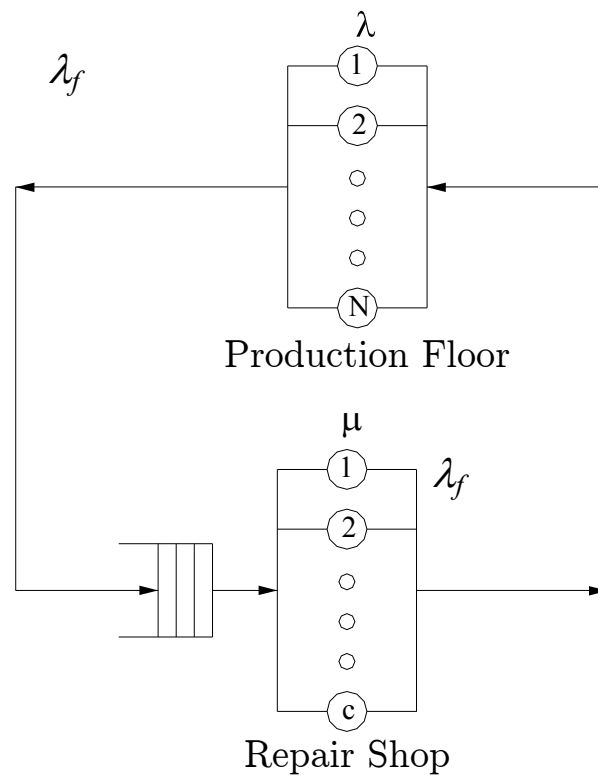 λ
λf
1
2
N
Production Floor
μ
1
λf
2
c
Repair Shop